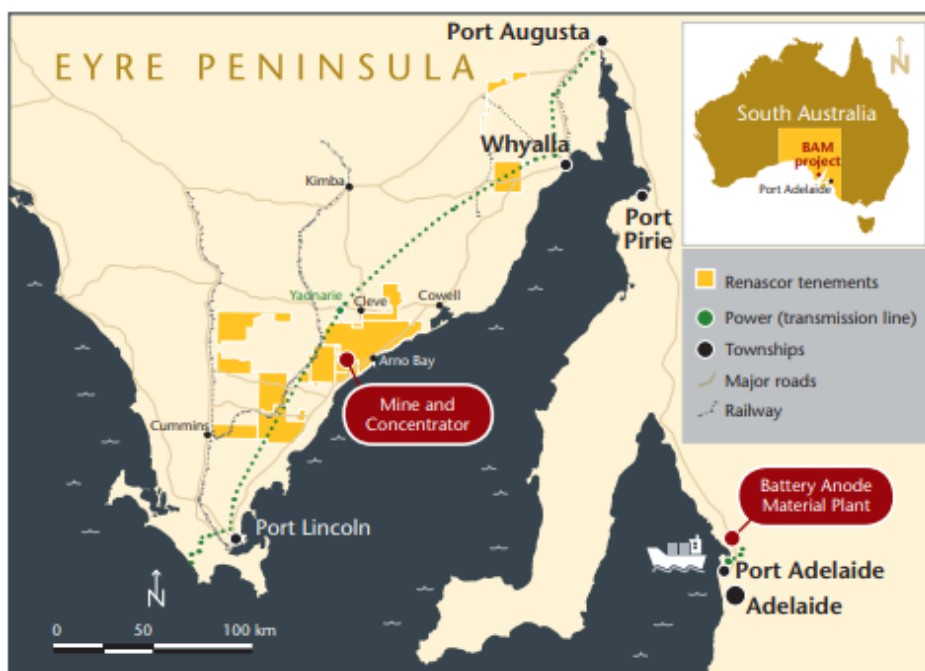 EYRE PENINSULA
Port Augusta
Whyalla
Kimba
Port
Pirie
Yadnarie
Cleve
Cowell
Arno Bay
Mine and
Concentrator
Cummins
Port Lincoln
N
0 50 100 km
Battery Anode
Material Plant
Port Adelaide
Adelaide
N
South Australia
BAM
project
Port Adelaide
Renascor tenements
Power (transmission line)
Townships
Major roads
Railway